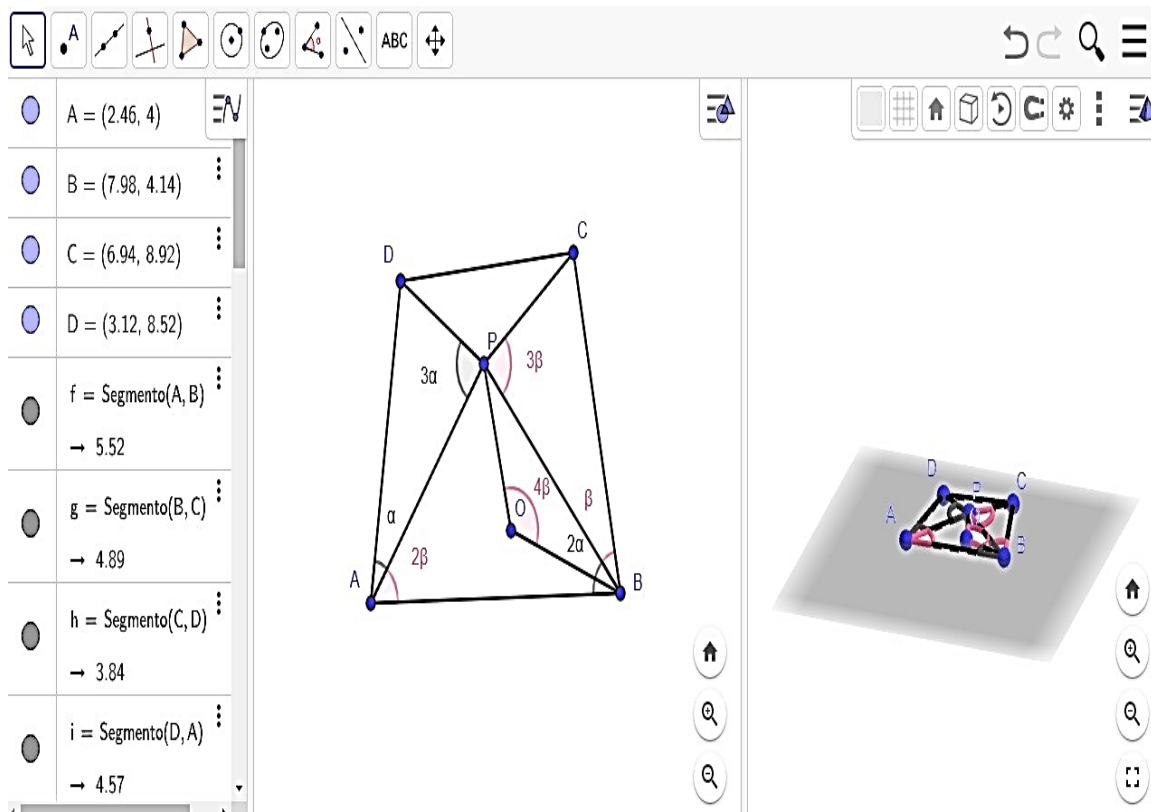 A
ABC
A = (2.46, 4)
B = (7.98, 4.14)
C = (6.94, 8.92)
D = (3.12, 8.52)
f = Segmento(A, B)
→ 5.52
g = Segmento(B, C)
→ 4.89
h = Segmento(C, D)
→ 3.84
i = Segmento(D, A)
→ 4.57
C
D
P
3α
3β
4β
β
O
α
2α
2β
A
B
D
C
P
A
B